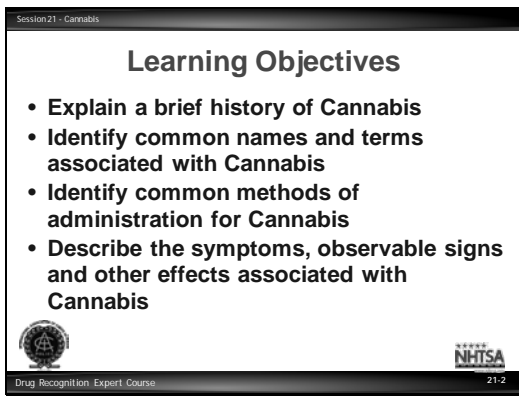 Session 21 - Cannabis
Learning Objectives
• Explain a brief history of Cannabis
• Identify common names and terms
associated with Cannabis
• Identify common methods of
administration for Cannabis
• Describe the symptoms, observable signs
and other effects associated with
Cannabis
NHTSA
Drug Recognition Expert Course
21-2